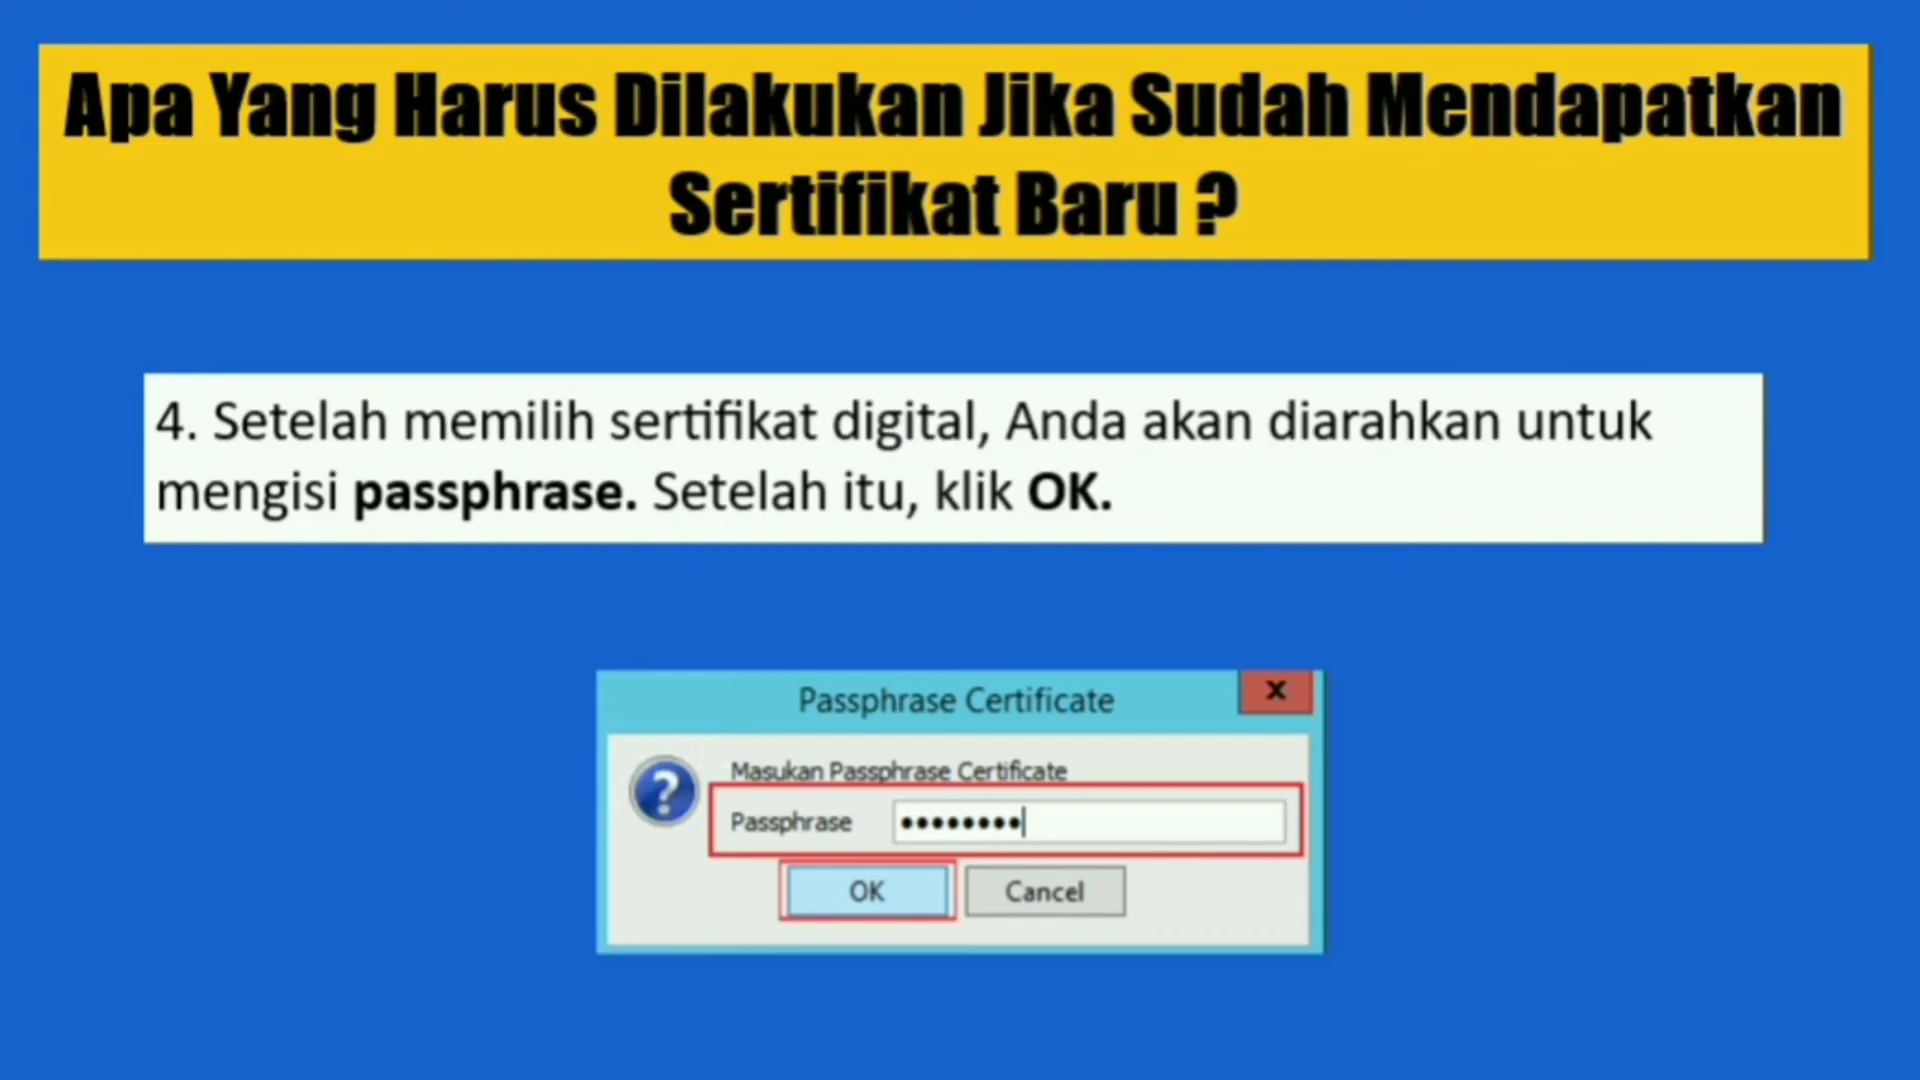 Apa Yang Harus Dilakukan Jika Sudah Mendapatkan
Sertifikat Baru ?
4. Setelah memilih sertifikat digital, Anda akan diarahkan untuk
mengisi passphrase. Setelah itu, klik OK.
Passphrase Certificate
x
?
Masukan Passphrase Certificate
Passphrase ••••••••
OK Cancel